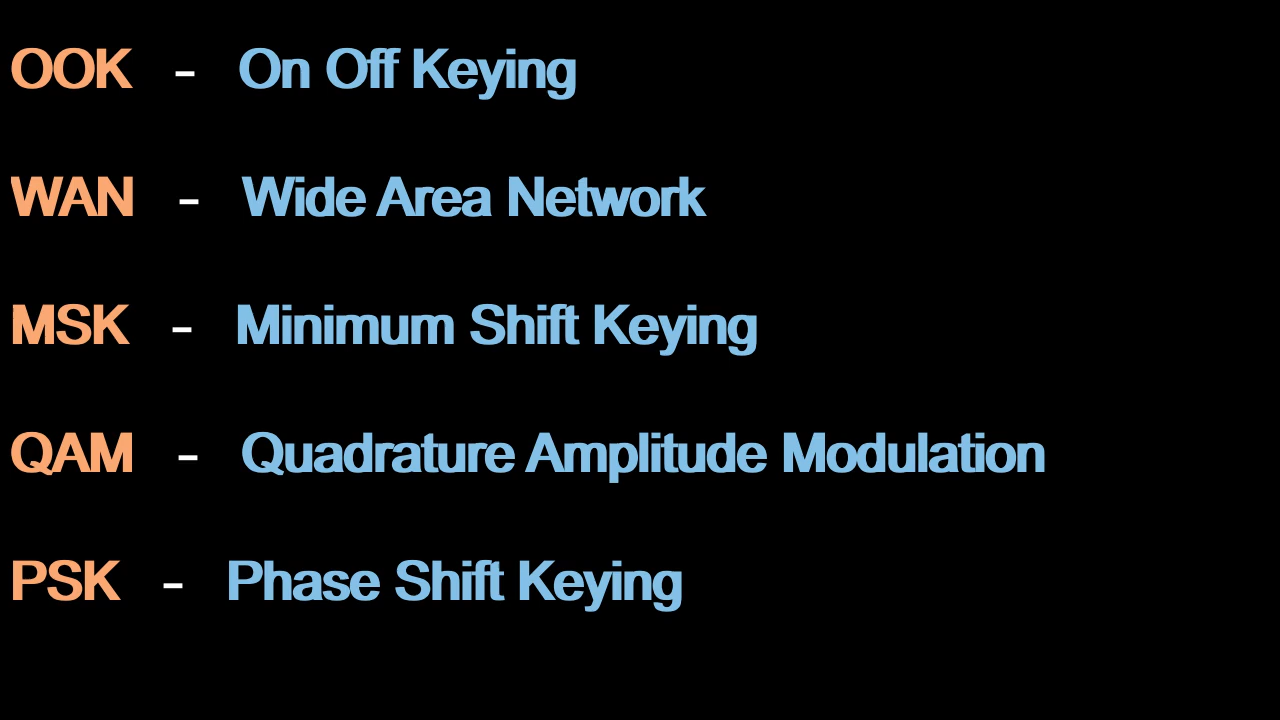 OOK - On Off Keying
WAN - Wide Area Network
MSK - Minimum Shift Keying
QAM - Quadrature Amplitude Modulation
PSK - Phase Shift Keying